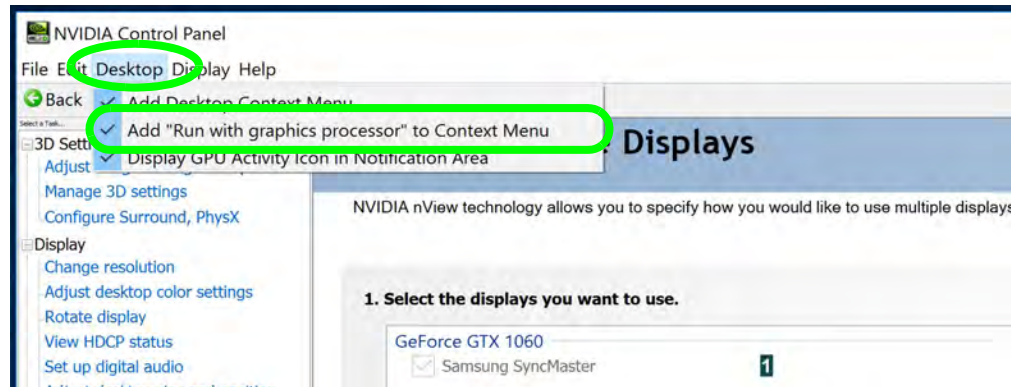 NVIDIA Control Panel
File Edit Desktop Display Help
Back
Add Desktop Context Menu
Select a Task...
Add "Run with graphics processor" to Context Menu
Display GPU Activity Icon in Notification Area
Displays
3D
Adjust
Manage 3D settings
Configure Surround, PhysX
NVIDIA nView technology allows you to specify how you would like to use multiple displays
Display
Change resolution
Adjust desktop color settings
Rotate display
View HDCP status
Set up digital audio
1. Select the displays you want to use.
GeForce GTX 1060
Samsung SyncMaster
1